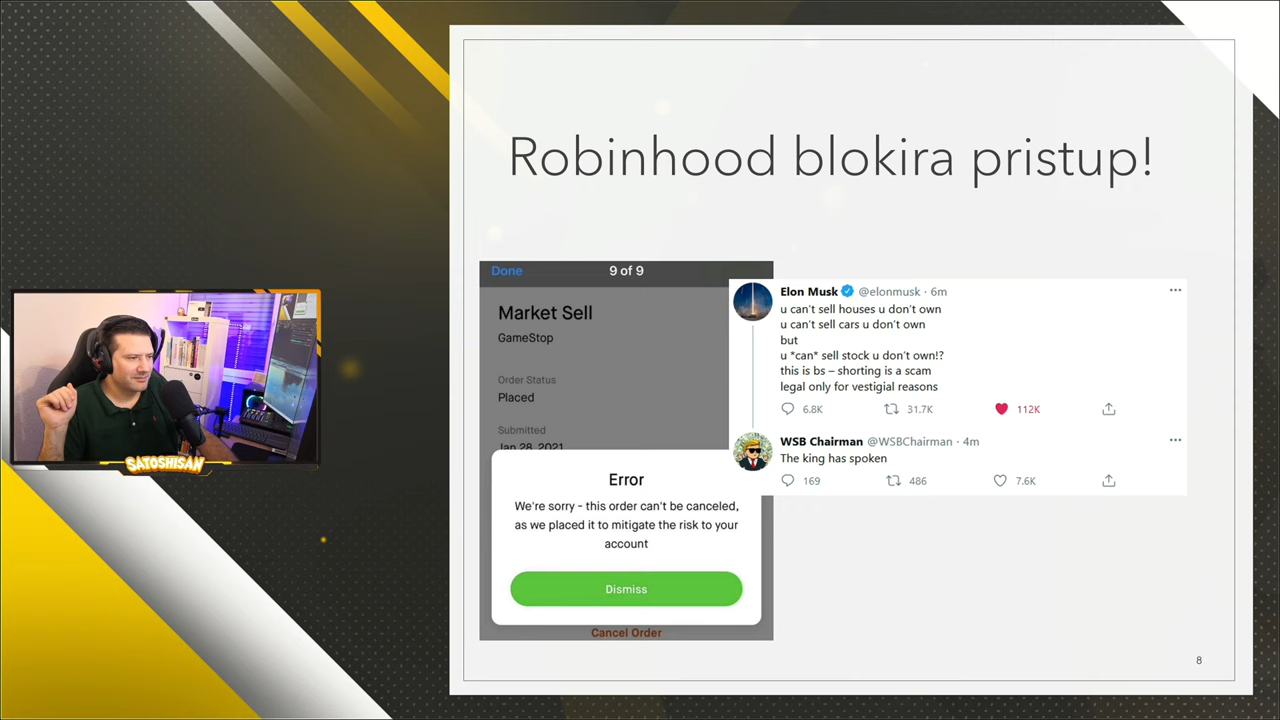 Robinhood blokira pristup!
Done
9 of 9
Market Sell
GameStop
Order Status
Placed
Submitted
Jan 28, 2021
Error
We're sorry - this order can't be canceled,
as we placed it to mitigate the risk to your
account
Dismiss
Cancel Order
Elon Musk @elonmusk · 6m
u can't sell houses u don't own
u can't sell cars u don't own
but
u *can* sell stock u don't own!?
this is bs – shorting is a scam
legal only for vestigial reasons
6.8K 31.7K 112K
WSB Chairman @WSBChairman · 4m
The king has spoken
169 486 7.6K
SATOSHISAN
8